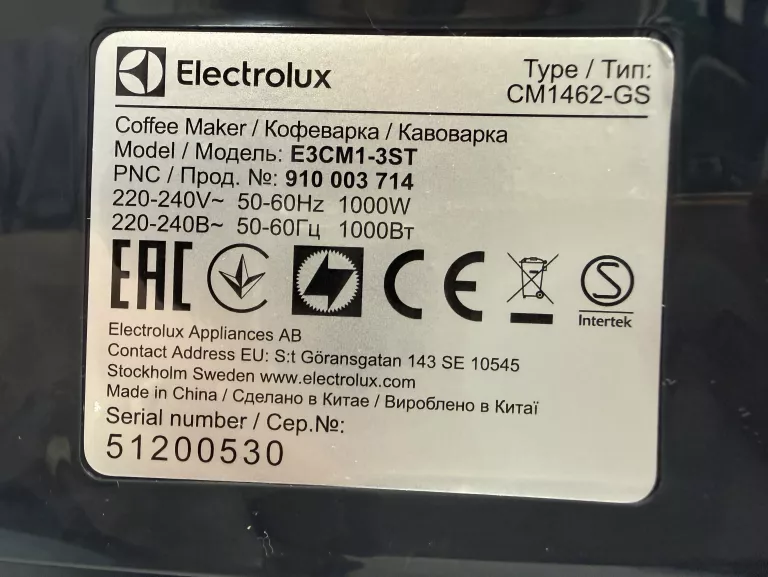 Electrolux
Type / Тип:
CM1462-GS
Coffee Maker / Кофеварка / Кавоварка
Model / Модель: E3CM1-3ST
PNC / Прод. №: 910 003 714
220-240V~ 50-60Hz 1000W
220-240В~ 50-60Гц 1000Вт
EAC CE S
Intertek
Electrolux Appliances AB
Contact Address EU: S:t Göransgatan 143 SE 10545
Stockholm Sweden www.electrolux.com
Made in China / Сделано в Китае / Вироблено в Китаї
Serial number / Сер.№:
51200530